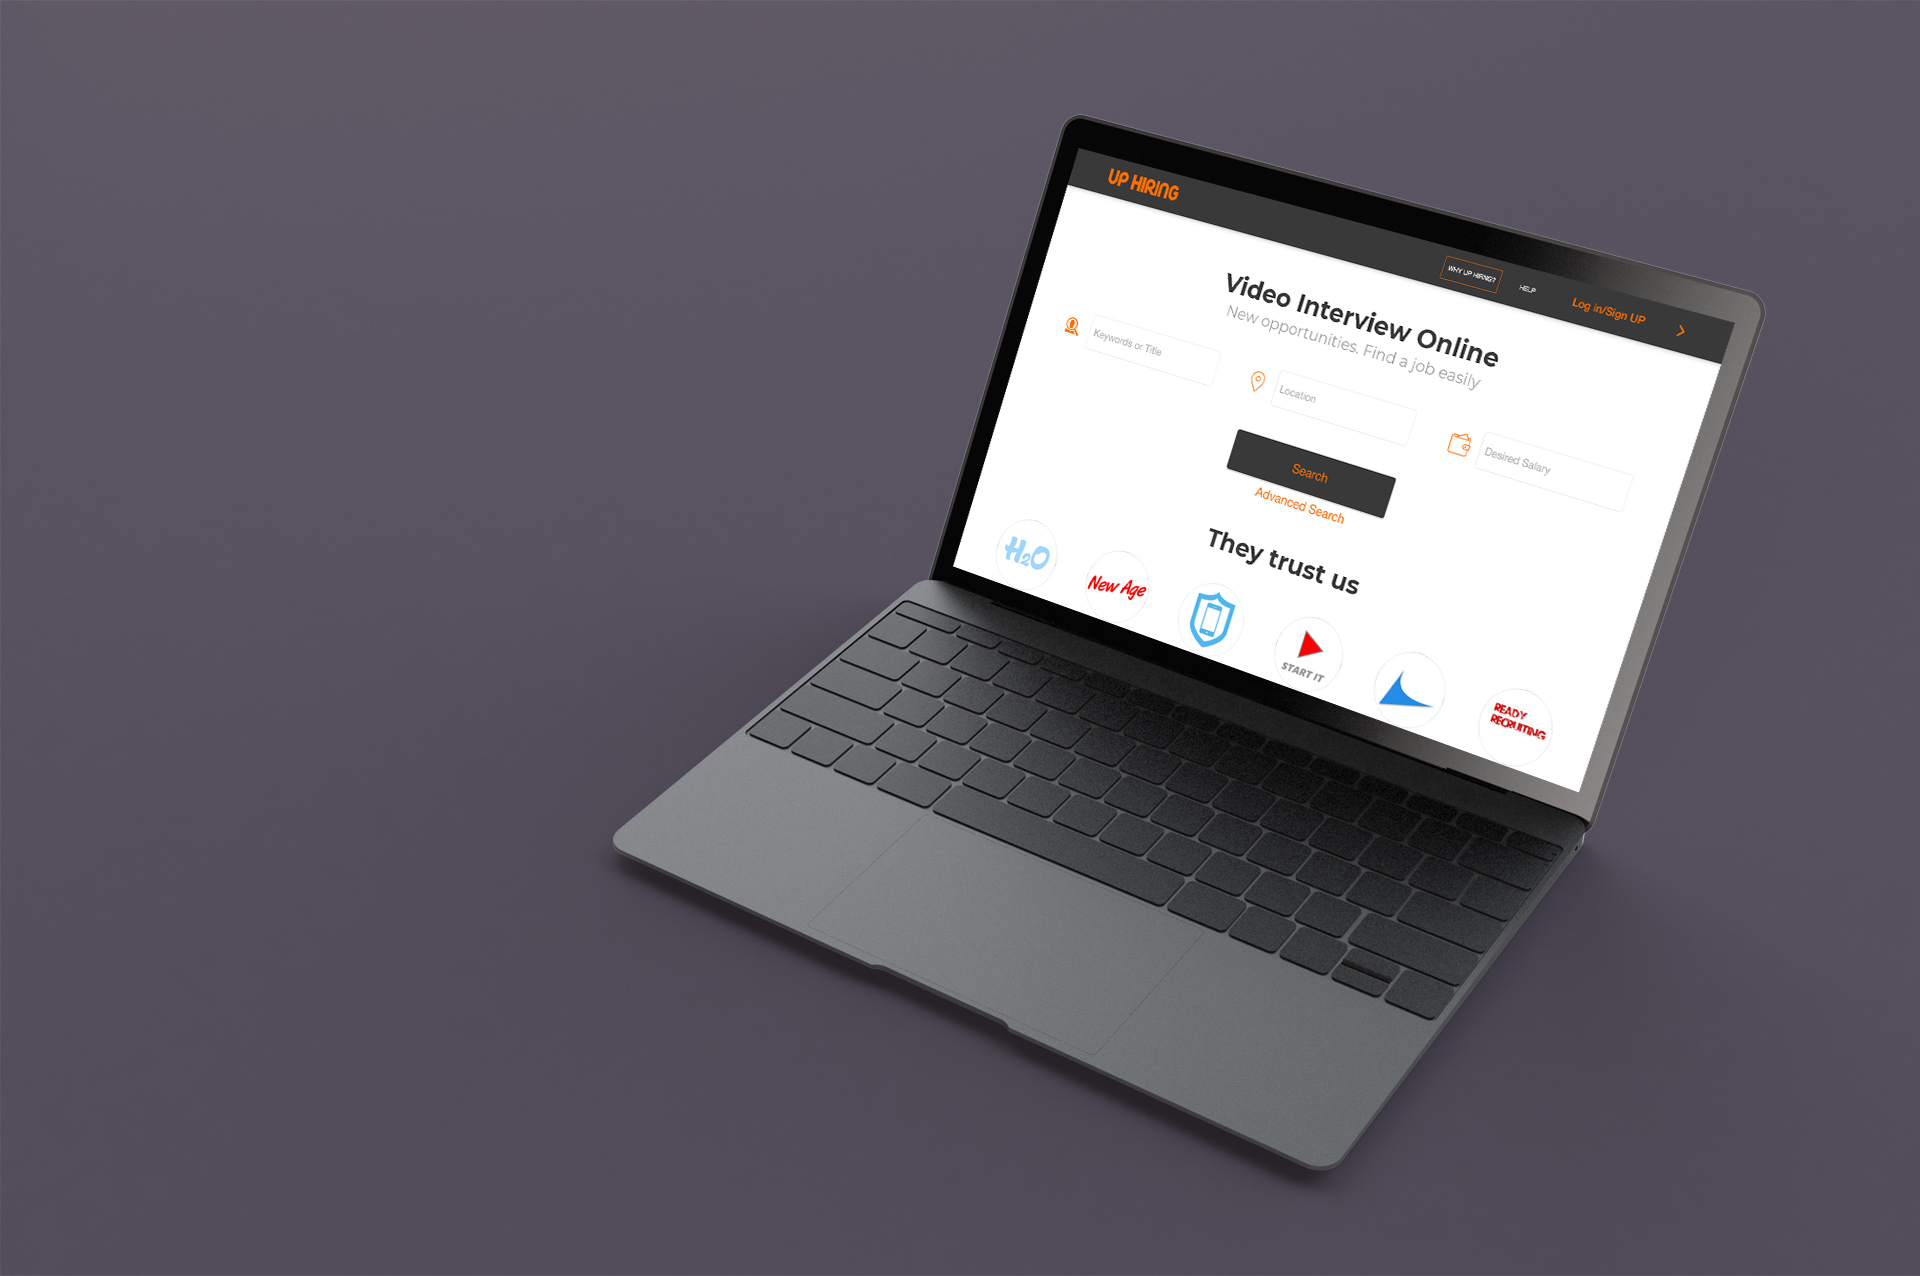 UP HIRING
WHY UP HIRING?
HELP
Log in/Sign UP
Video Interview Online
New opportunities. Find a job easily
Keywords or Title
Location
Desired Salary
Search
Advanced Search
They trust us
H2O
New Age
START IT
READY
RECRUITING